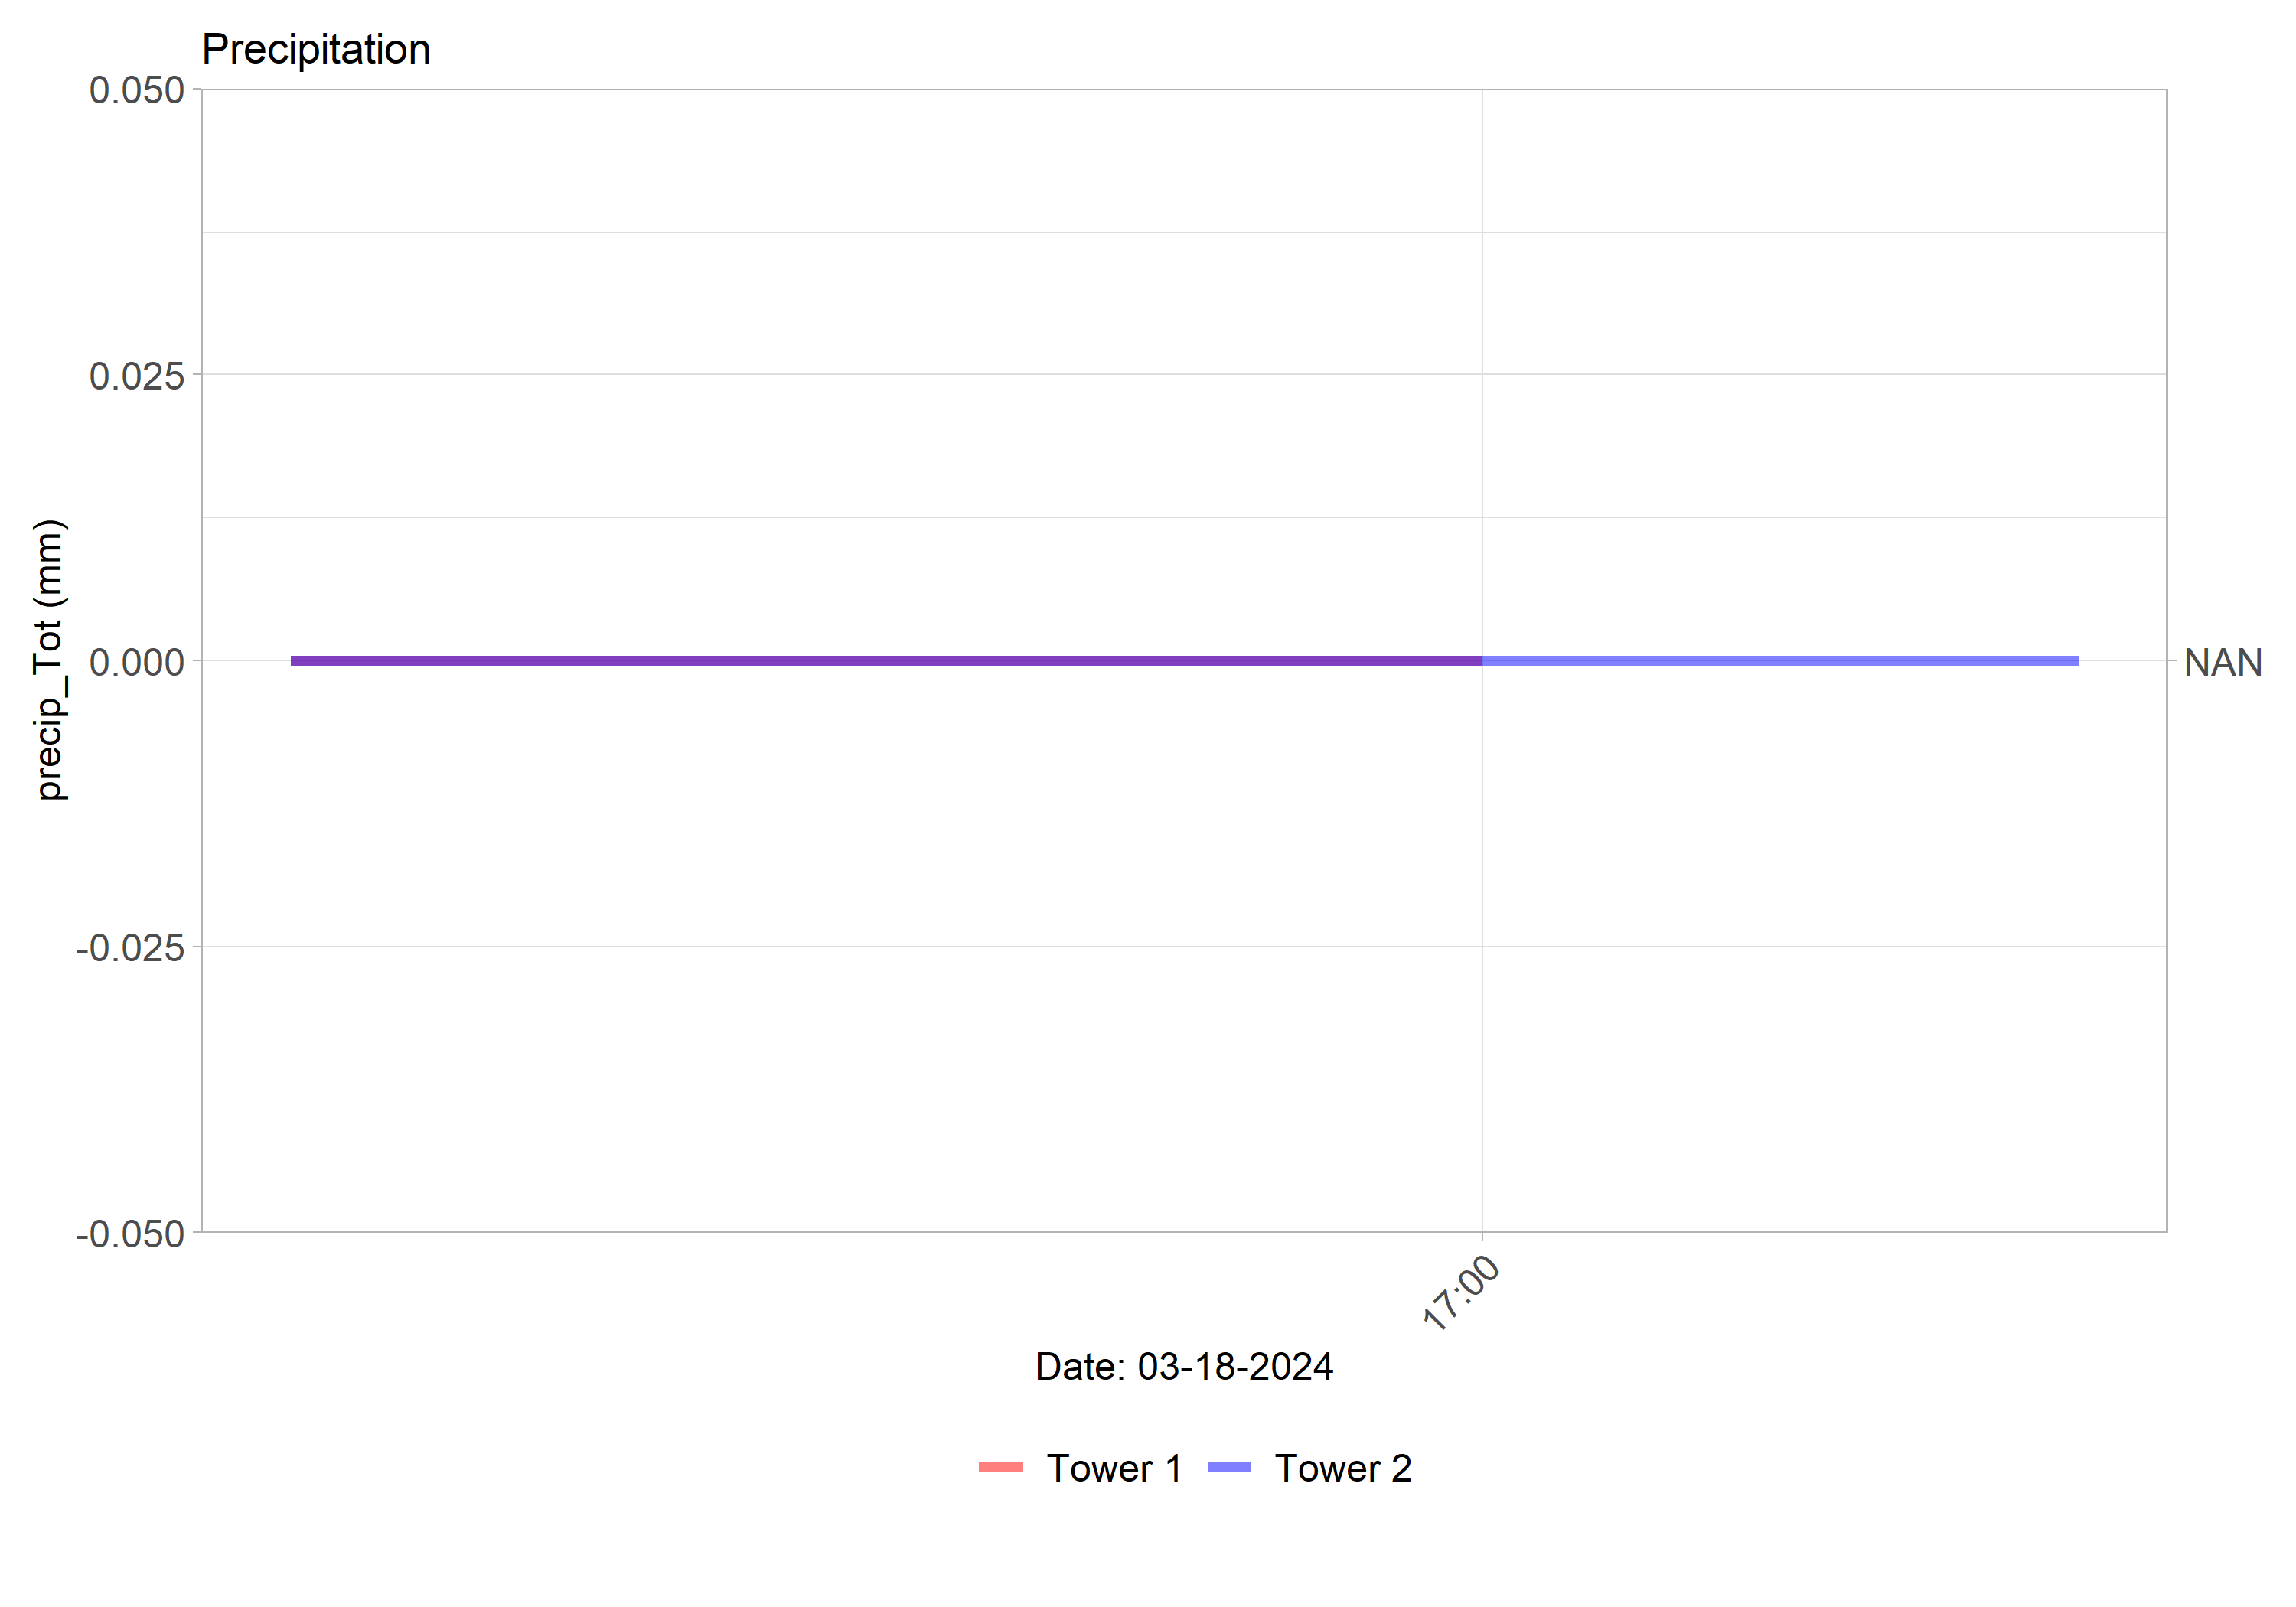 Precipitation
0.050
0.025
0.000
-0.025
-0.050
precip_Tot (mm)
NAN
17:00
Date: 03-18-2024
Tower 1 Tower 2